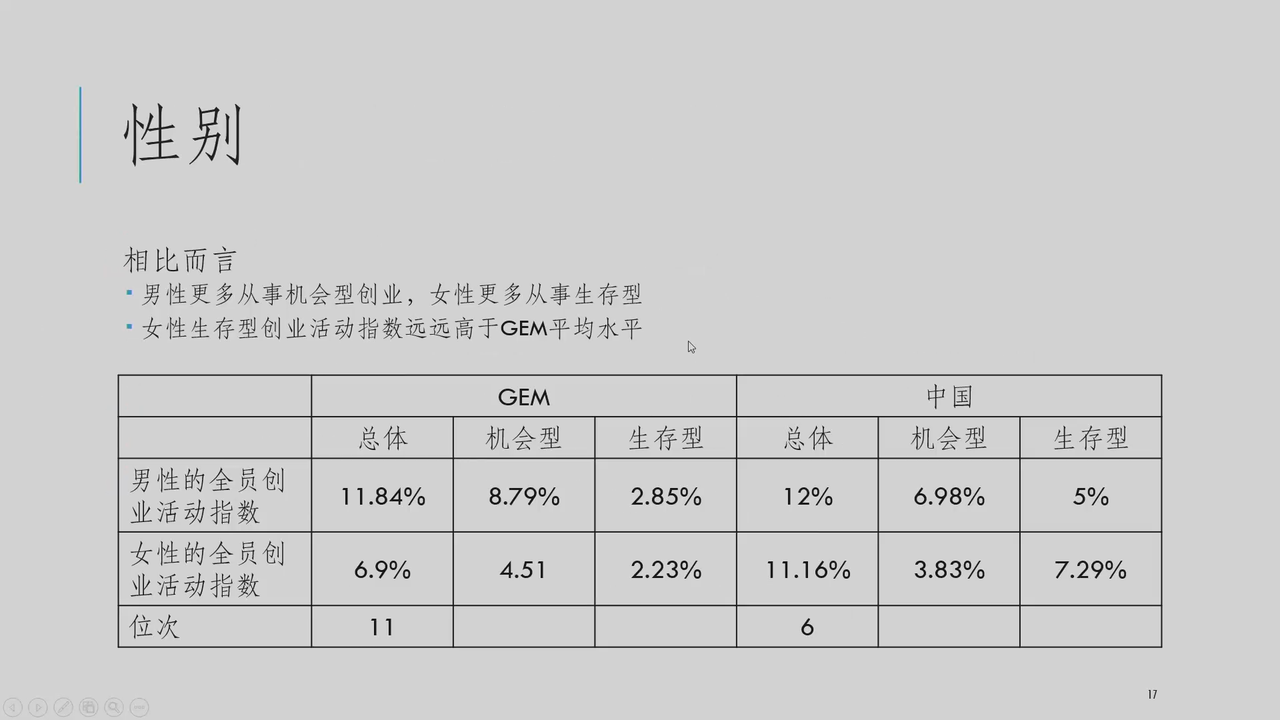 性别
相比而言
男性更多从事机会型创业，女性更多从事生存型
女性生存型创业活动指数远远高于GEM平均水平
GEM 中国
总体 机会型 生存型 总体 机会型 生存型
男性的全员创
业活动指数 11.84% 8.79% 2.85% 12% 6.98% 5%
女性的全员创
业活动指数 6.9% 4.51 2.23% 11.16% 3.83% 7.29%
位次 11 6
17